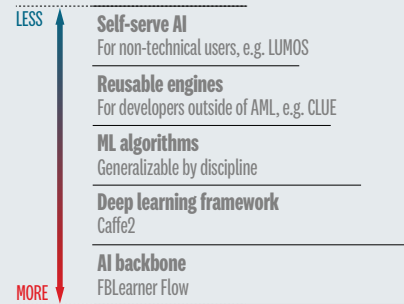 LESS
Self-serve AI
For non-technical users, e.g. LUMOS
Reusable engines
For developers outside of AML, e.g. CLUE
ML algorithms
Generalizable by discipline
Deep learning framework
Caffe2
AI backbone
FBLearner Flow
MORE